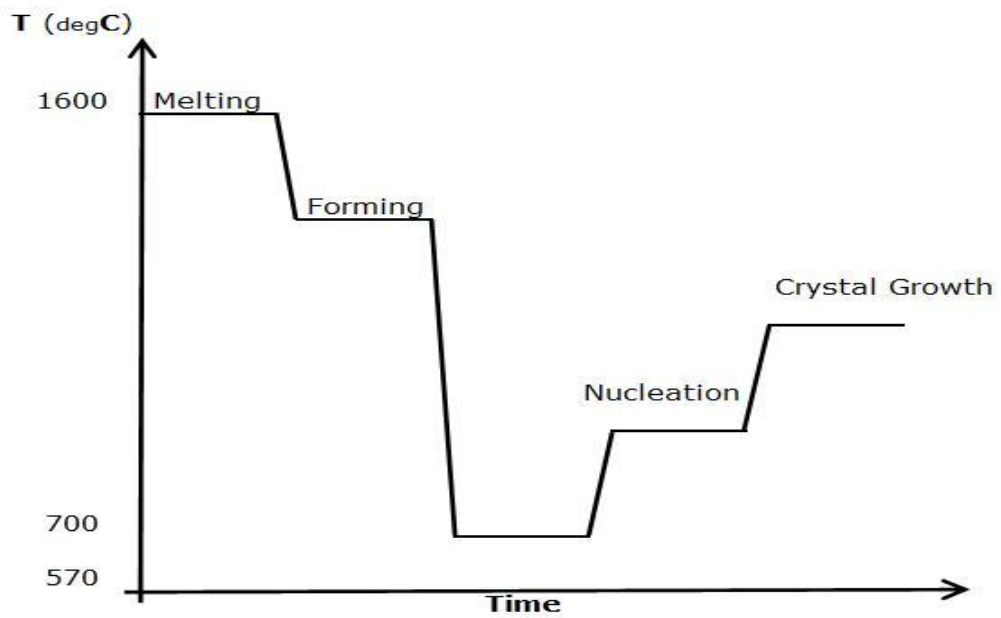 T (degC)
1600
Melting
Forming
Crystal Growth
Nucleation
700
570
Time